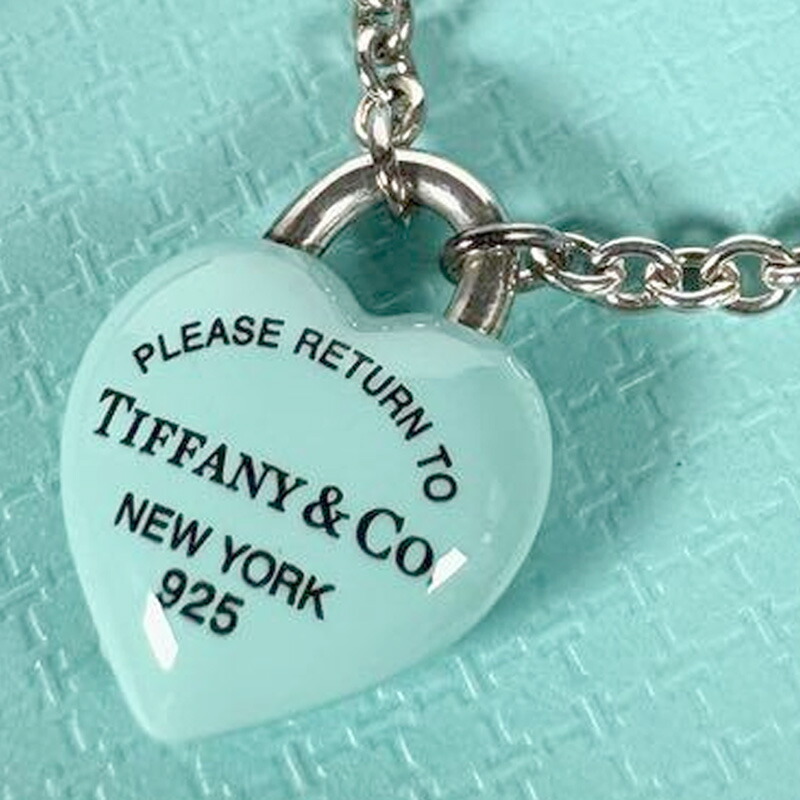 PLEASE RETURN TO
TIFFANY & CO.
NEW YORK
925